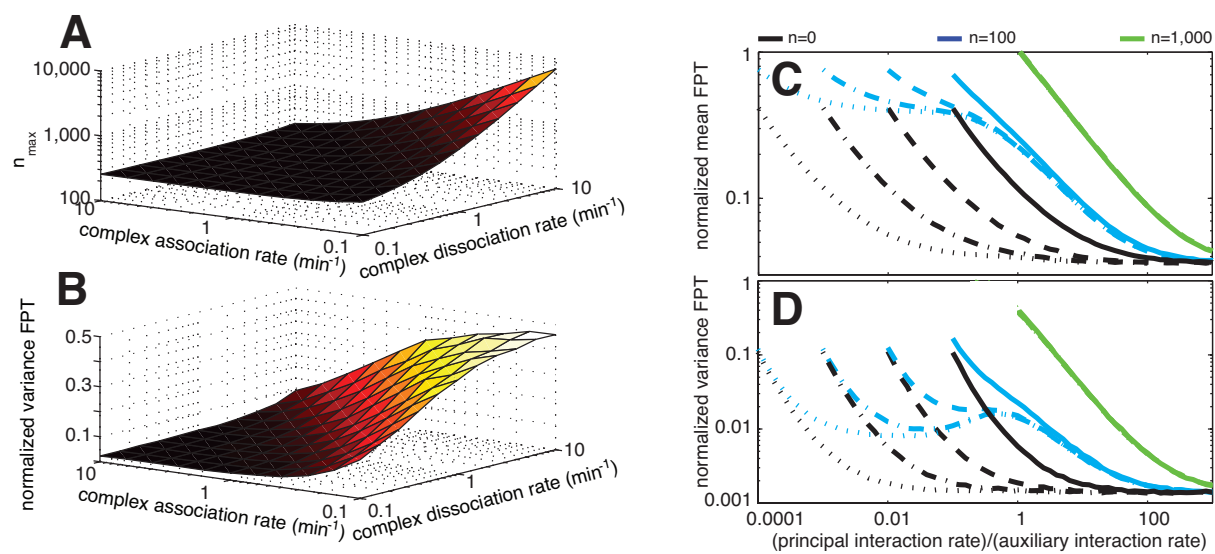 A
10,000
1,000
100
n max
10
1
0.1
complex association rate (min-1)
0.1
1
10
complex dissociation rate (min-1)
B
0.5
0.3
0.1
normalized variance FPT
10
1
0.1
complex association rate (min-1)
0.1
1
10
complex dissociation rate (min-1)
n=0 n=100 n=1,000
C
1
0.1
normalized mean FPT
D
1
0.1
0.01
0.001
normalized variance FPT
0.0001 0.01 1 100
(principal interaction rate)/(auxiliary interaction rate)